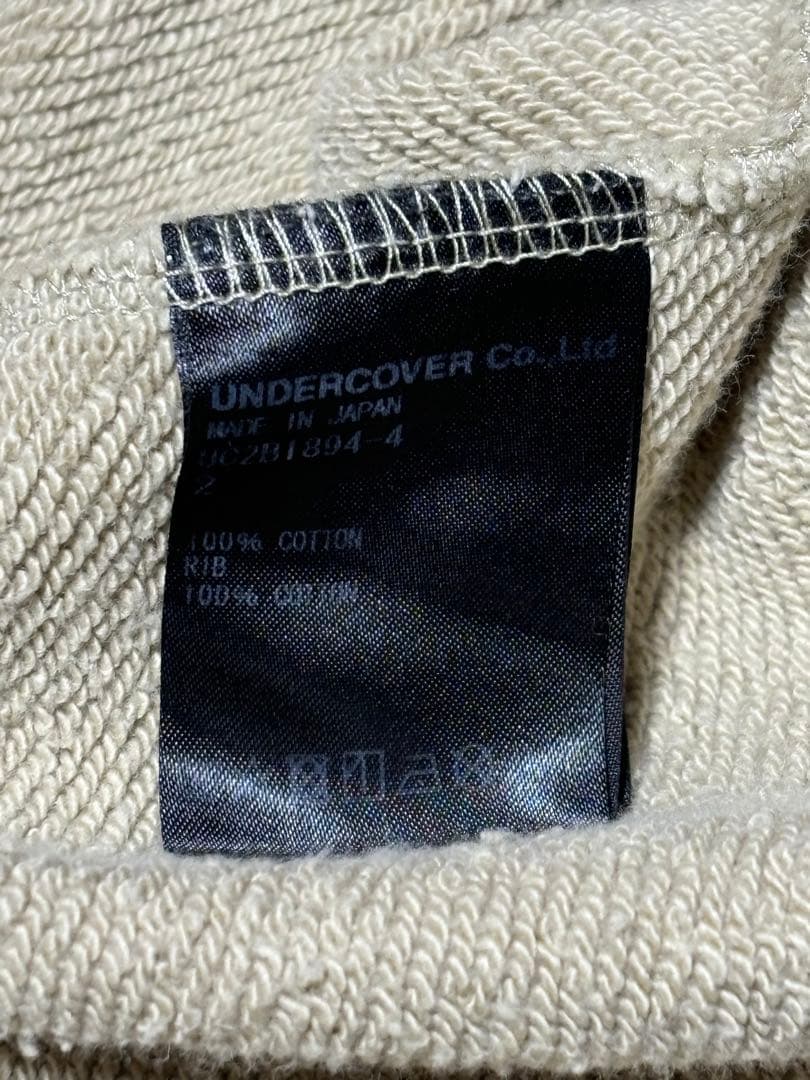 UNDERCOVER Co.,Ltd
MADE IN JAPAN
UC2B1894-4
2
100% COTTON
RIB
100% COTTON